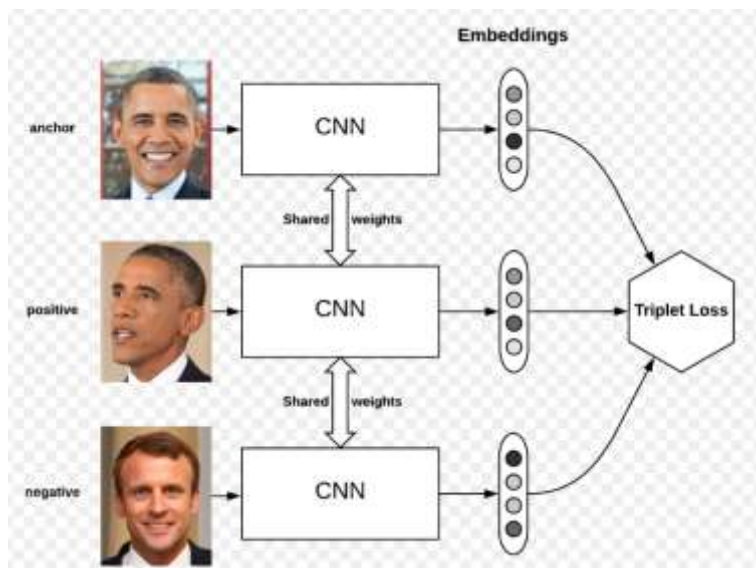 Embeddings
anchor
CNN
Shared weights
positive
CNN
Triplet Loss
Shared weights
negative
CNN